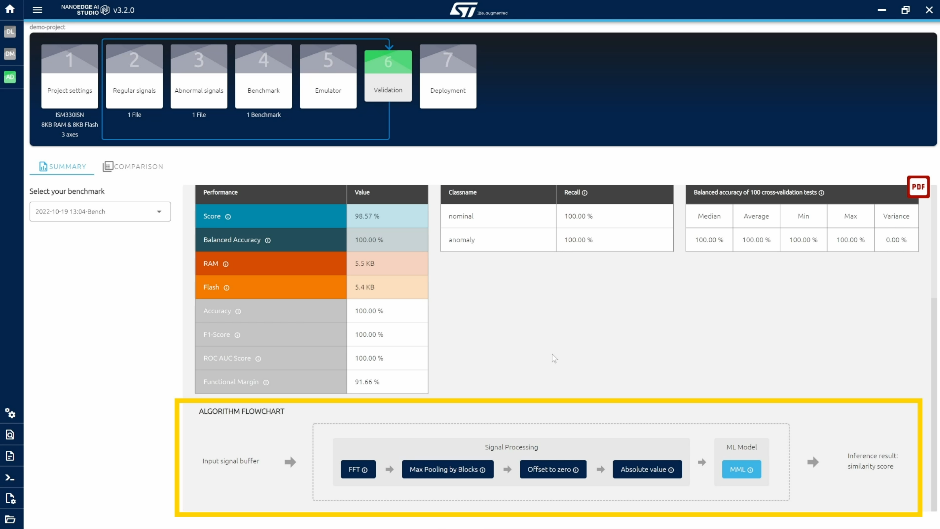 NANOEDGE AI
STUDIO
v3.2.0
life.augmented
demo-project
DL
DM
AD
1
2
3
4
5
6
7
Project settings
Regular signals
Abnormal signals
Benchmark
Emulator
Validation
Deployment
ISM330ISN
8KB RAM & 8KB Flash
3 axes
1 File
1 File
1 Benchmark
SUMMARY
COMPARISON
Select your benchmark
2022-10-19 13:04-Bench
PDF
Performance Value
Score 98.57 %
Balanced Accuracy 100.00 %
RAM 5.5 KB
Flash 5.4 KB
Accuracy 100.00 %
F1-Score 100.00 %
ROC AUC Score 100.00 %
Functional Margin 91.66 %
Classname Recall
nominal 100.00 %
anomaly 100.00 %
Balanced accuracy of 100 cross-validation tests
Median Average Min Max Variance
100.00 % 100.00 % 100.00 % 100.00 % 0.00 %
ALGORITHM FLOWCHART
Input signal buffer
Signal Processing
FFT
Max Pooling by Blocks
Offset to zero
Absolute value
ML Model
MML
Inference result:
similarity score